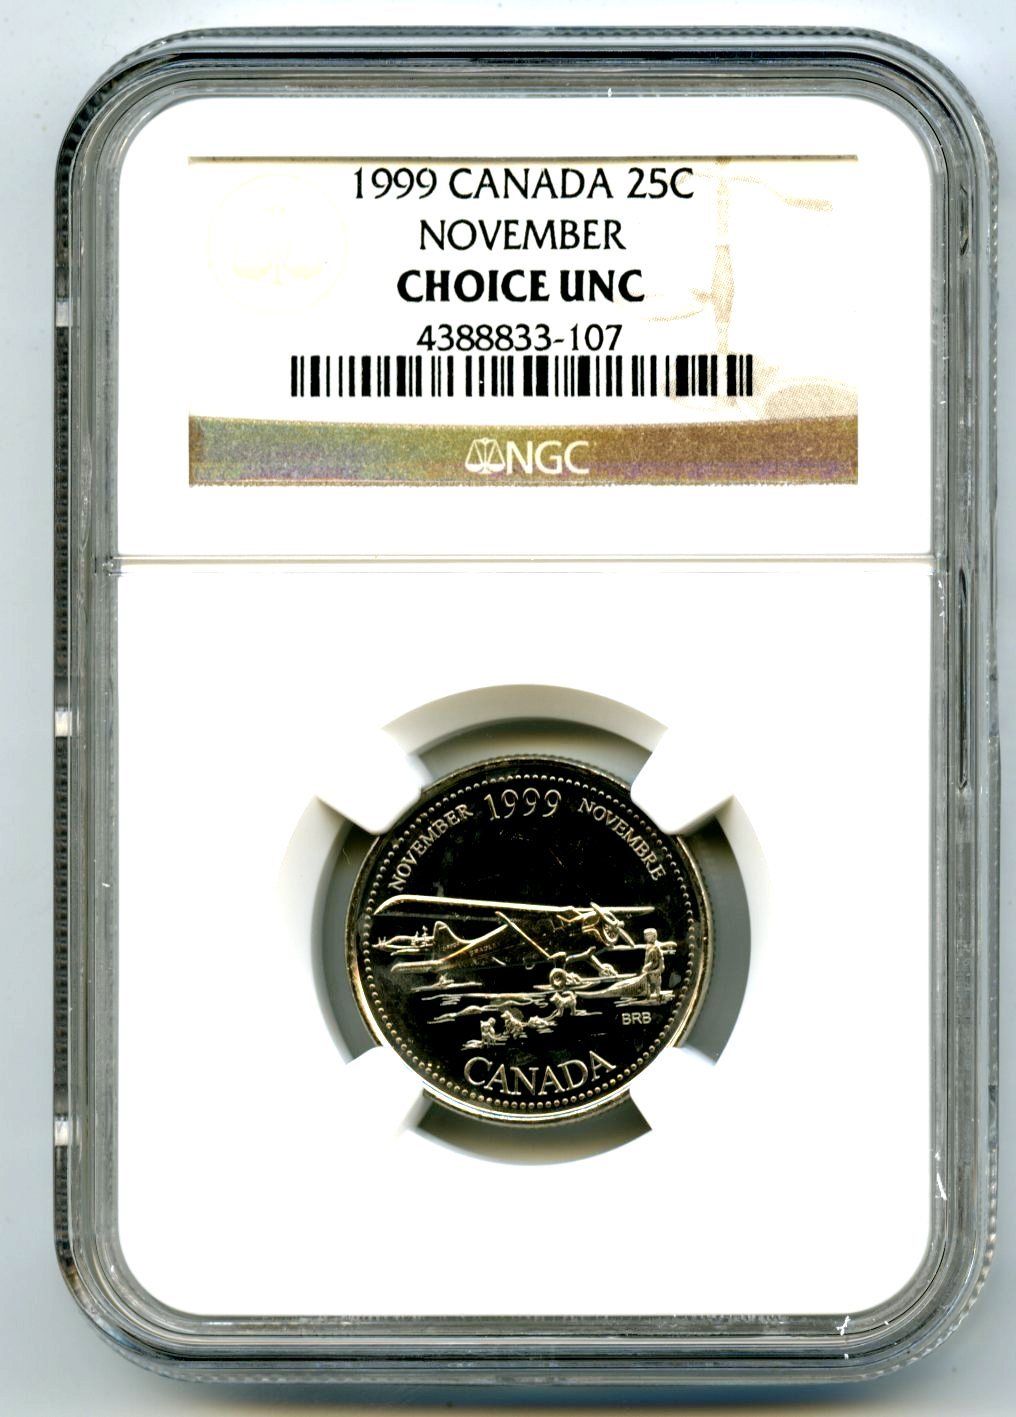 1999 CANADA 25C
NOVEMBER
CHOICE UNC
4388833-107
NGC
NOVEMBER 1999 NOVEMBRE
BRB
CANADA